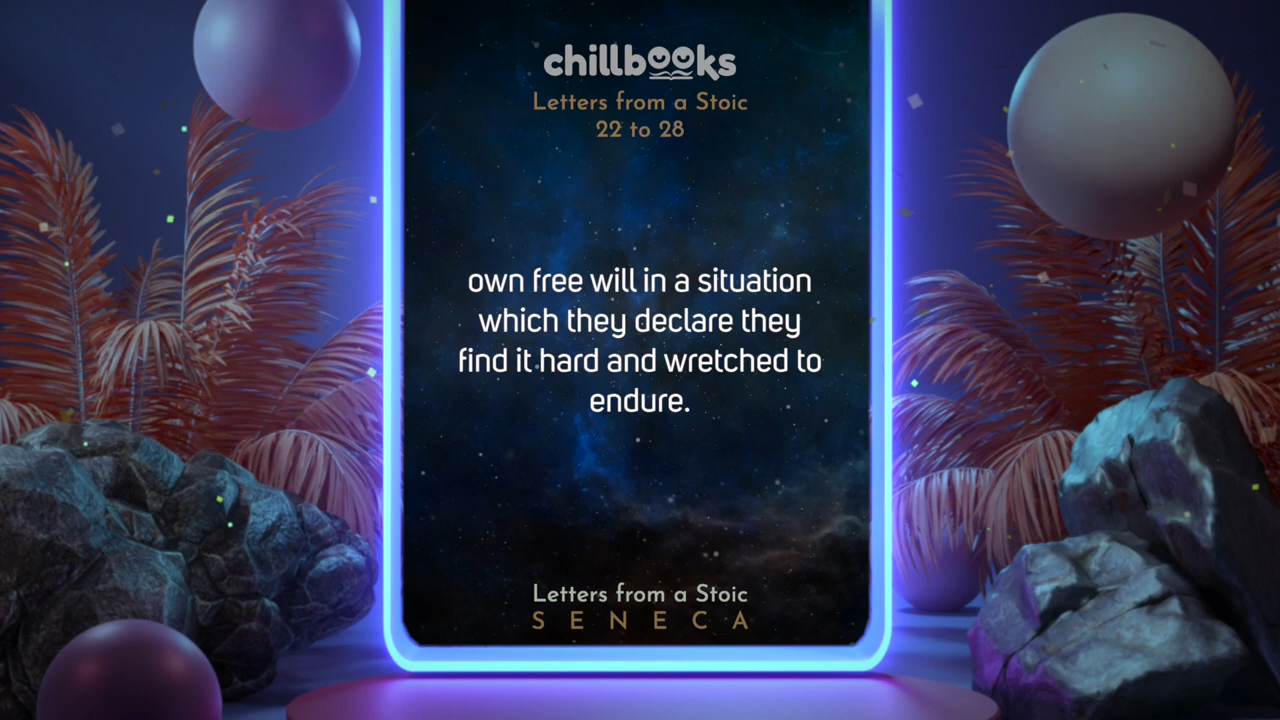 chillbooks
Letters from a Stoic
22 to 28
own free will in a situation
which they declare they
find it hard and wretched to
endure.
Letters from a Stoic
SENECA